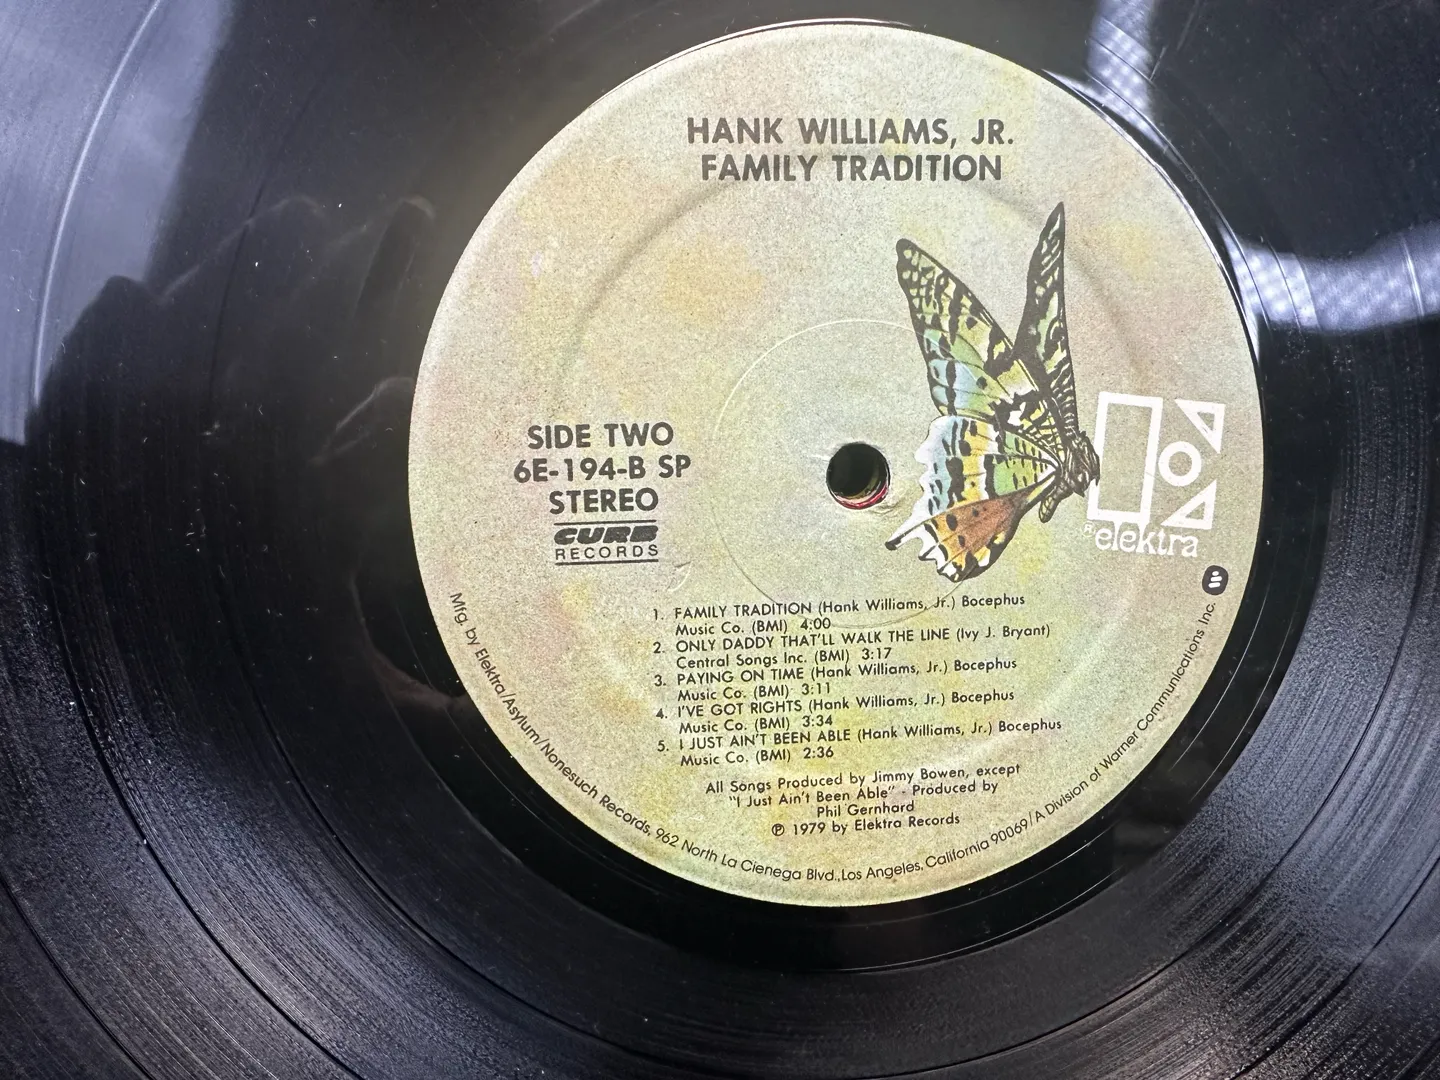 HANK WILLIAMS, JR.
FAMILY TRADITION
SIDE TWO
6E-194-B SP
STEREO
CURB
RECORDS
elektra
1. FAMILY TRADITION (Hank Williams, Jr.) Bocephus
Music Co. (BMI) 4:00
2. ONLY DADDY THAT'LL WALK THE LINE (Ivy J. Bryant)
Central Songs Inc. (BMI) 3:17
3. PAYING ON TIME (Hank Williams, Jr.) Bocephus
Music Co. (BMI) 3:11
4. I'VE GOT RIGHTS (Hank Williams, Jr.) Bocephus
Music Co. (BMI) 3:34
5. I JUST AIN'T BEEN ABLE (Hank Williams, Jr.) Bocephus
Music Co. (BMI) 2:36
All Songs Produced by Jimmy Bowen, except
"I Just Ain't Been Able" - Produced by
Phil Gernhard
℗ 1979 by Elektra Records
Mfg. by Elektra/Asylum/Nonesuch Records, 962 North La Cienega Blvd., Los Angeles, California 90069/A Division of Warner Communications Inc.